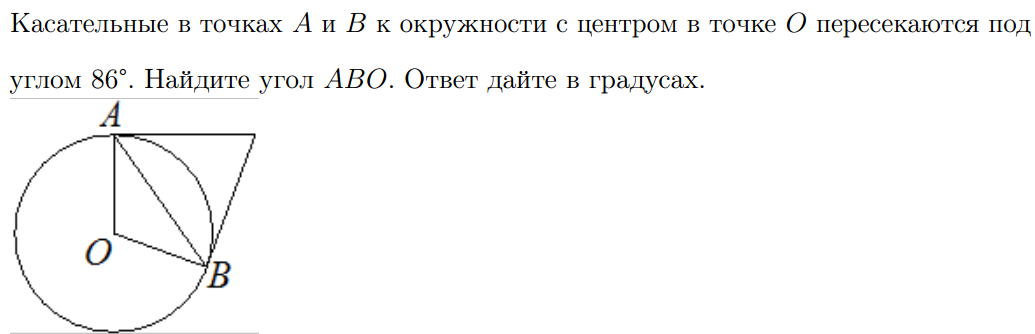 Касательные в точках A и B к окружности с центром в точке O пересекаются под
углом 86°. Найдите угол ABO. Ответ дайте в градусах.
A
O
B